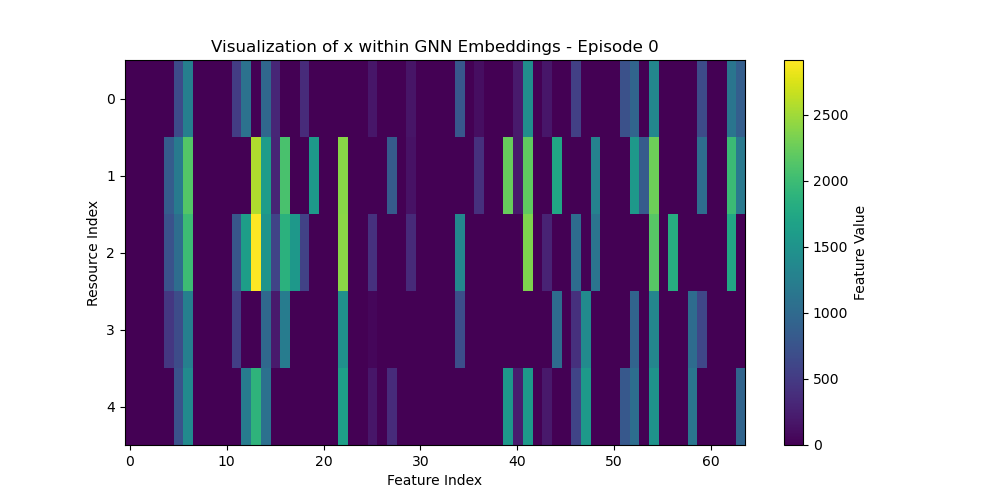 Visualization of x within GNN Embeddings - Episode 0
Resource Index
0
1
2
3
4
0 10 20 30 40 50 60
Feature Index
2500
2000
1500
1000
500
0
Feature Value